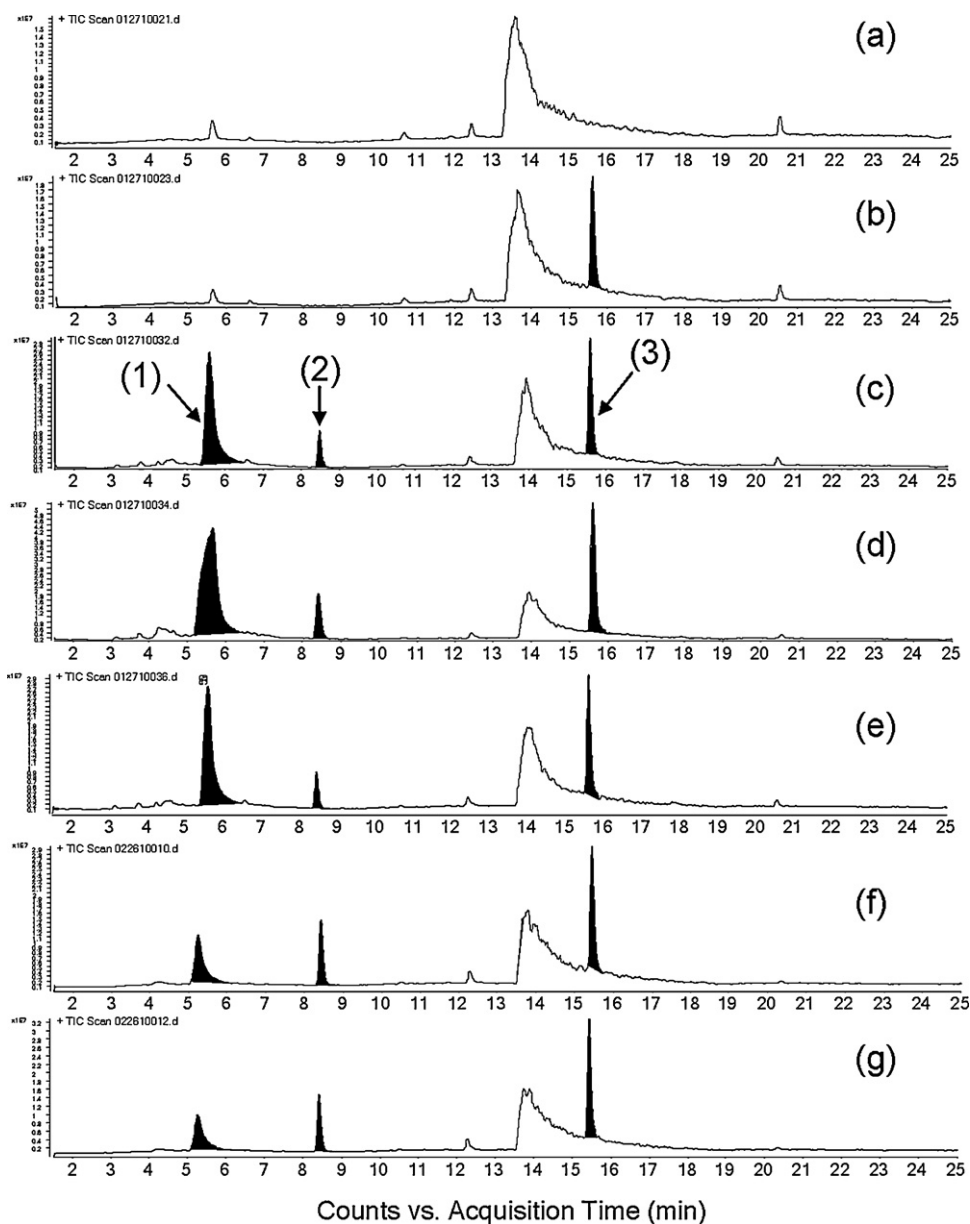 x1E7 + TIC Scan 012710021.d
(a)
2 3 4 5 6 7 8 9 10 11 12 13 14 15 16 17 18 19 20 21 22 23 24 25
x1E7 + TIC Scan 012710023.d
(b)
2 3 4 5 6 7 8 9 10 11 12 13 14 15 16 17 18 19 20 21 22 23 24 25
x1E7 + TIC Scan 012710032.d
(1) (2) (3) (c)
2 3 4 5 6 7 8 9 10 11 12 13 14 15 16 17 18 19 20 21 22 23 24 25
x1E7 + TIC Scan 012710034.d
(d)
2 3 4 5 6 7 8 9 10 11 12 13 14 15 16 17 18 19 20 21 22 23 24 25
x1E7 + TIC Scan 012710036.d
(e)
2 3 4 5 6 7 8 9 10 11 12 13 14 15 16 17 18 19 20 21 22 23 24 25
x1E7 + TIC Scan 022610010.d
(f)
2 3 4 5 6 7 8 9 10 11 12 13 14 15 16 17 18 19 20 21 22 23 24 25
x1E7 + TIC Scan 022610012.d
(g)
2 3 4 5 6 7 8 9 10 11 12 13 14 15 16 17 18 19 20 21 22 23 24 25
Counts vs. Acquisition Time (min)